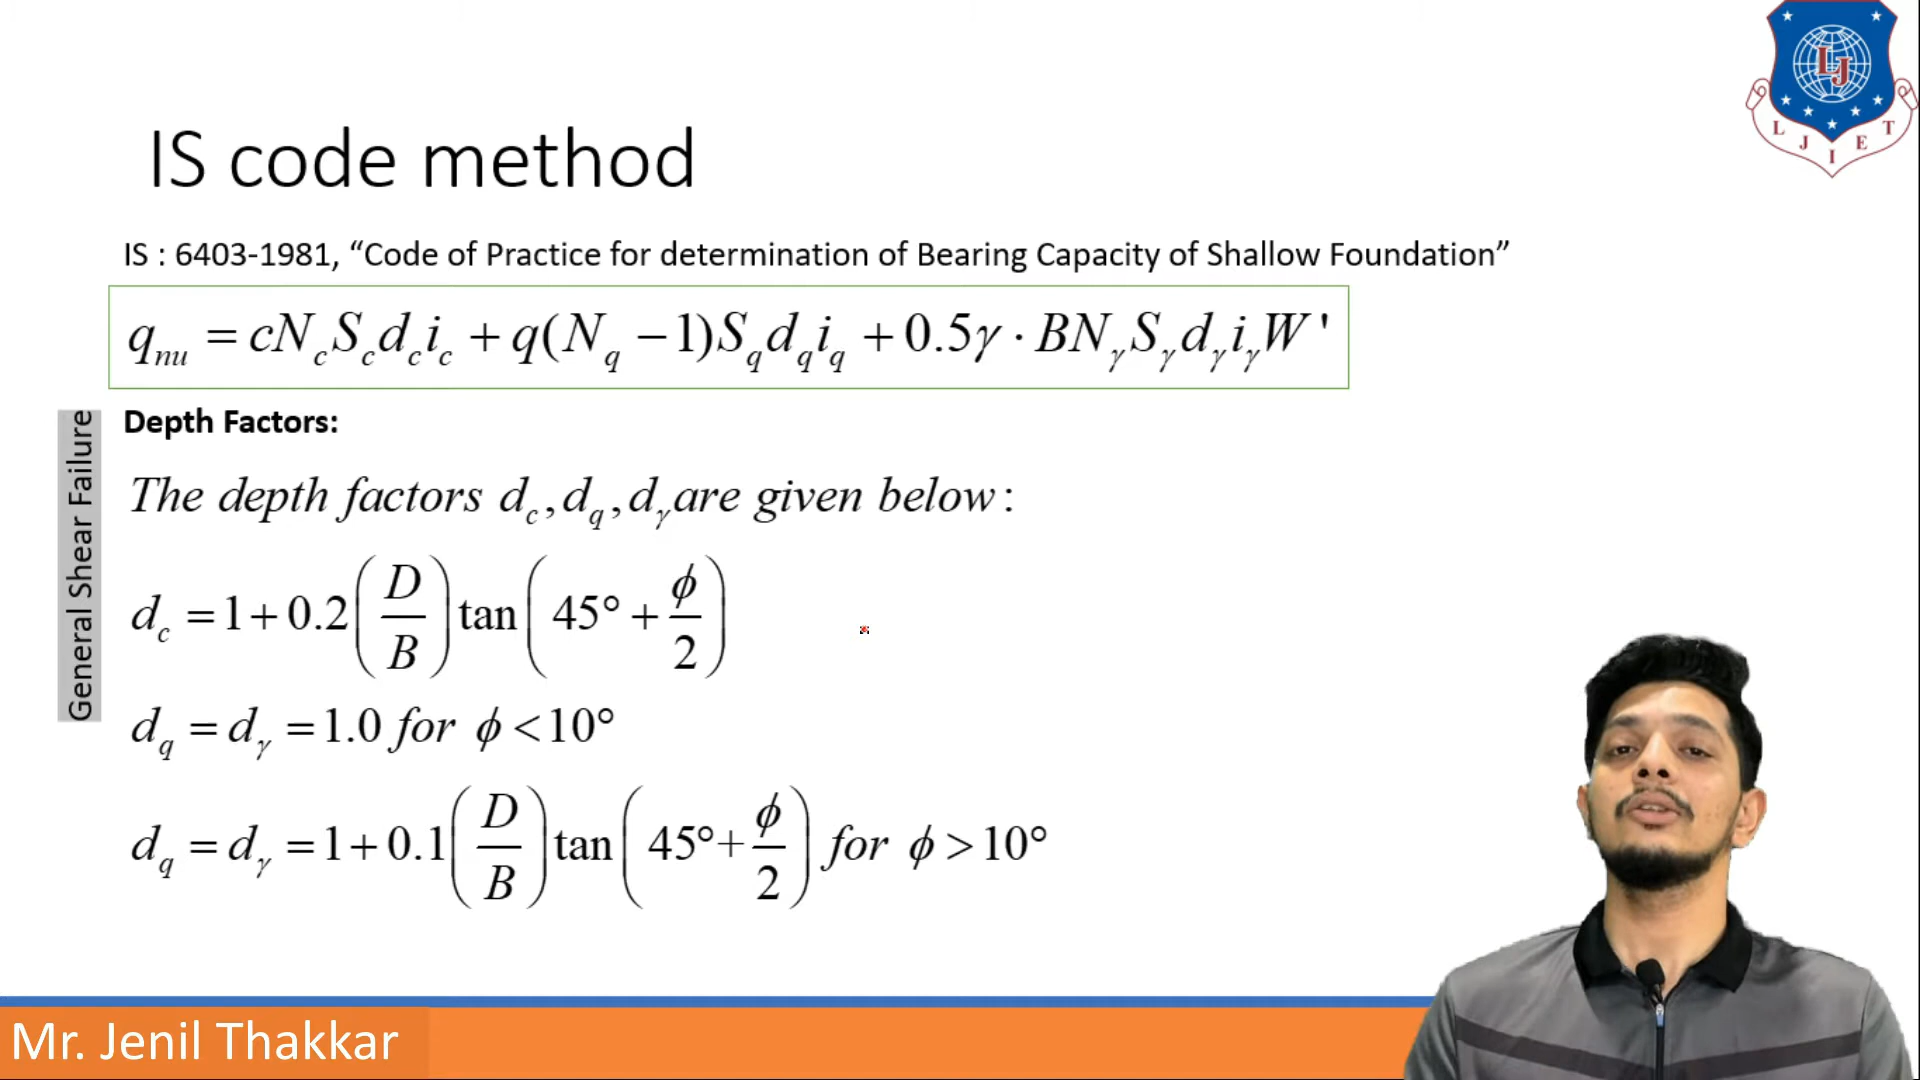 LJ
L J I E T
IS code method
IS : 6403-1981, “Code of Practice for determination of Bearing Capacity of Shallow Foundation”
q_nu = cN_c S_c d_c i_c + q(N_q − 1)S_q d_q i_q + 0.5γ · BN_γ S_γ d_γ i_γ W '
General Shear Failure
Depth Factors:
The depth factors d_c, d_q, d_γ are given below :
d_c = 1 + 0.2 (D/B) tan (45° + ϕ/2)
d_q = d_γ = 1.0 for ϕ < 10°
d_q = d_γ = 1 + 0.1 (D/B) tan (45° + ϕ/2) for ϕ > 10°
Mr. Jenil Thakkar